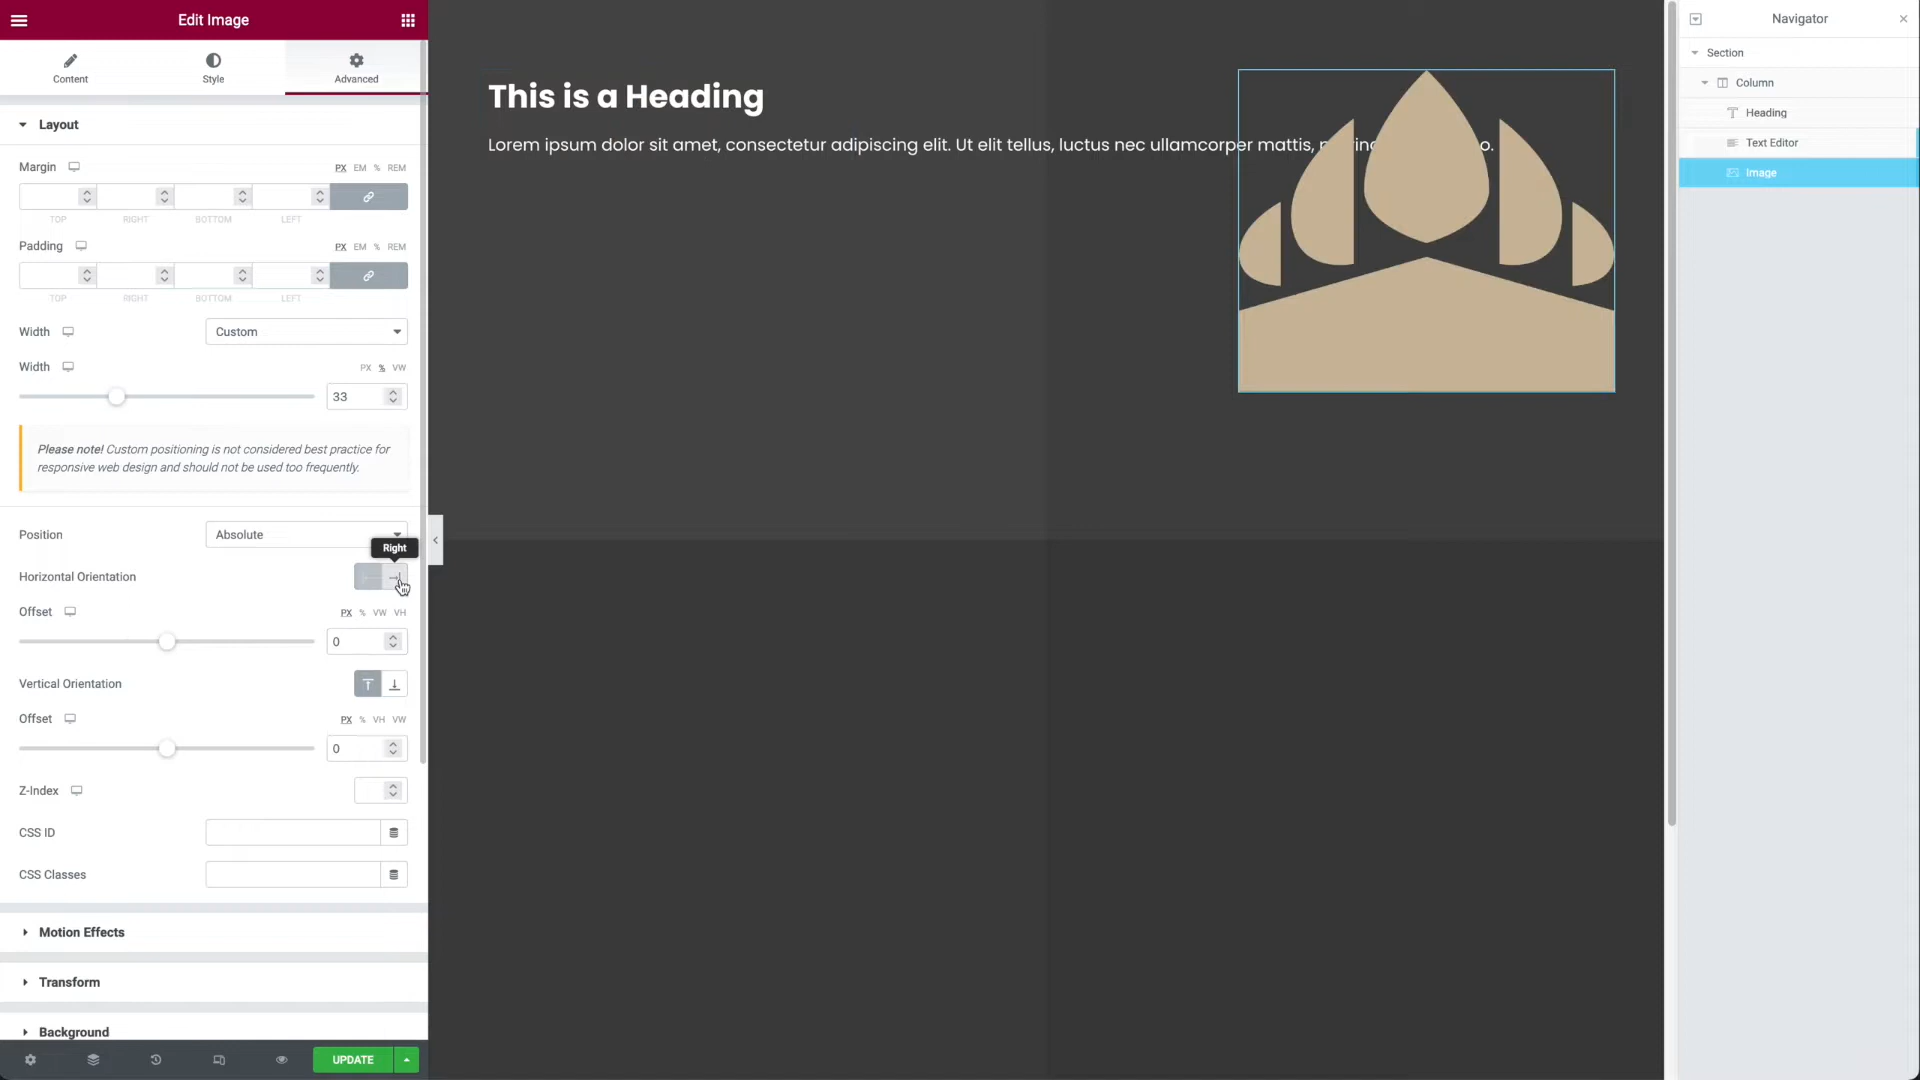 Edit Image
Content
Style
Advanced
Layout
Margin
PX EM % REM
TOP RIGHT BOTTOM LEFT
Padding
PX EM % REM
TOP RIGHT BOTTOM LEFT
Width
Custom
Width
PX % VW
33
Please note! Custom positioning is not considered best practice for
responsive web design and should not be used too frequently.
Position
Absolute
Right
Horizontal Orientation
Offset
PX % VW VH
0
Vertical Orientation
Offset
PX % VH VW
0
Z-Index
CSS ID
CSS Classes
Motion Effects
Transform
Background
UPDATE
This is a Heading
Lorem ipsum dolor sit amet, consectetur adipiscing elit. Ut elit tellus, luctus nec ullamcorper mattis,
Navigator
Section
Column
Heading
Text Editor
Image